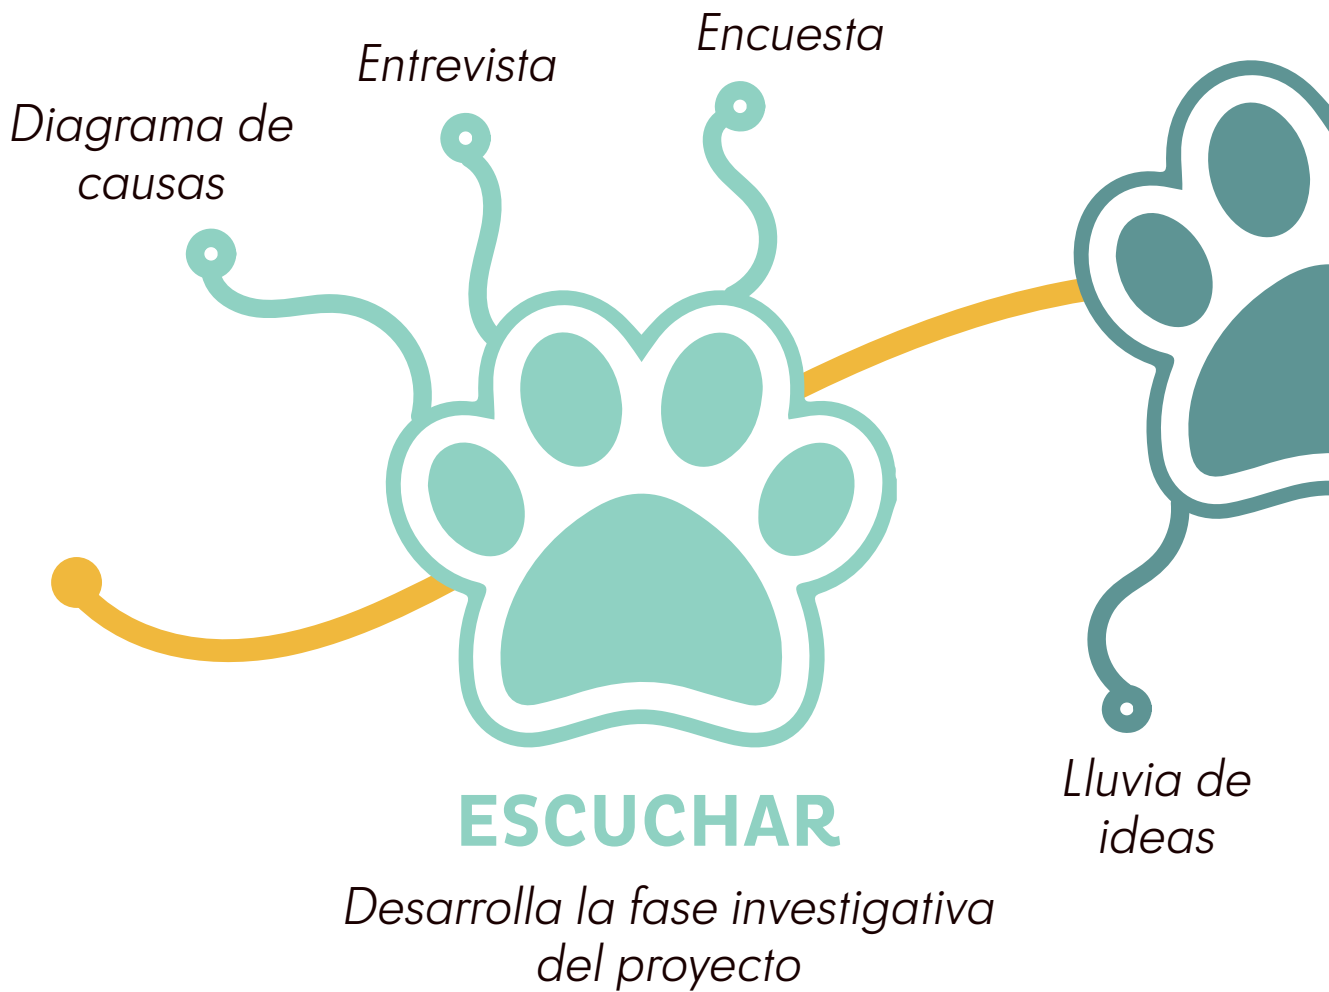 Encuesta
Entrevista
Diagrama de
causas
ESCUCHAR
Desarrolla la fase investigativa
del proyecto
Lluvia de
ideas